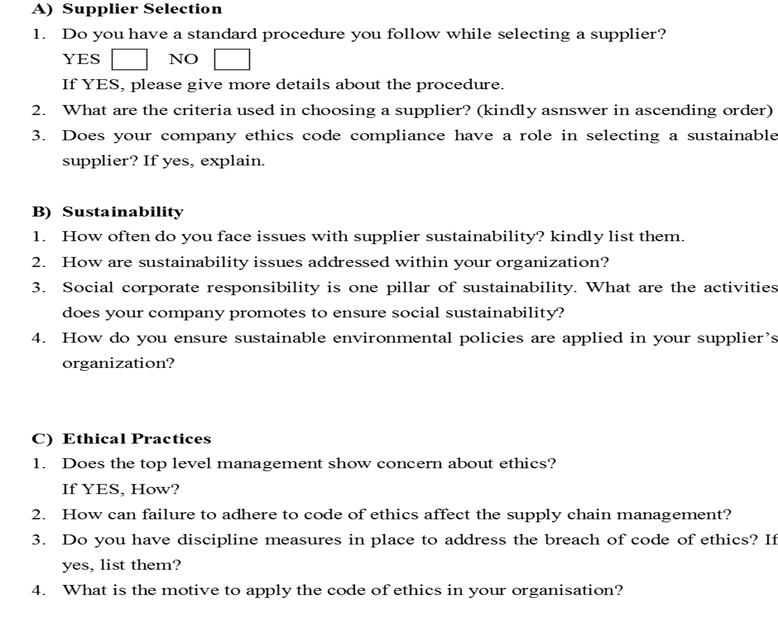 A) Supplier Selection
1. Do you have a standard procedure you follow while selecting a supplier?
YES NO
If YES, please give more details about the procedure.
2. What are the criteria used in choosing a supplier? (kindly asnswer in ascending order)
3. Does your company ethics code compliance have a role in selecting a sustainable
supplier? If yes, explain.
B) Sustainability
1. How often do you face issues with supplier sustainability? kindly list them.
2. How are sustainability issues addressed within your organization?
3. Social corporate responsibility is one pillar of sustainability. What are the activities
does your company promotes to ensure social sustainability?
4. How do you ensure sustainable environmental policies are applied in your supplier's
organization?
C) Ethical Practices
1. Does the top level management show concern about ethics?
If YES, How?
2. How can failure to adhere to code of ethics affect the supply chain management?
3. Do you have discipline measures in place to address the breach of code of ethics? If
yes, list them?
4. What is the motive to apply the code of ethics in your organisation?